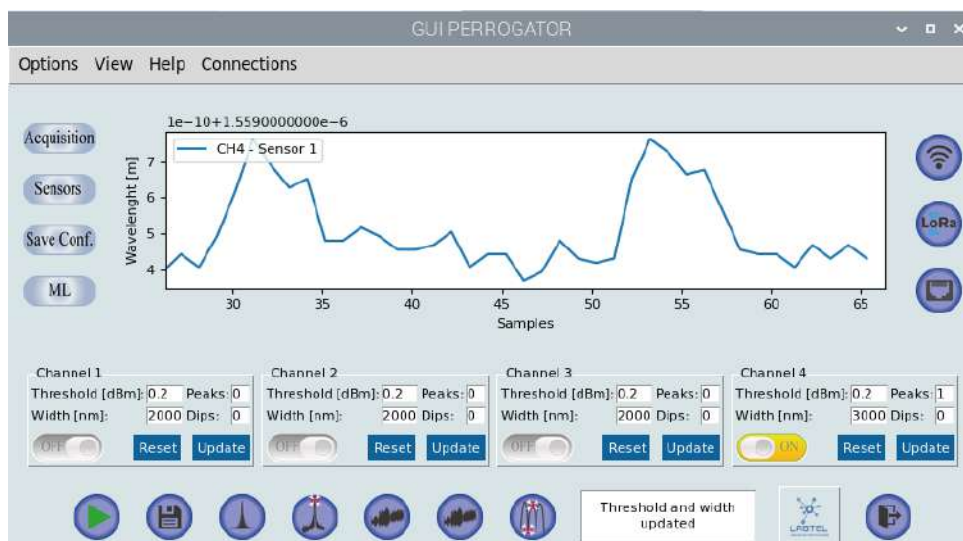 GUI PERROGATOR
Options View Help Connections
Acquisition
Sensors
Save Conf.
ML
1e-10+1.5590000000e-6
CH4 - Sensor 1
Wavelenght [m]
7
6
5
4
30 35 40 45 50 55 60 65
Samples
LoRa
Channel 1
Threshold [dBm]: 0.2 Peaks: 0
Width [nm]: 2000 Dips: 0
OFF Reset Update
Channel 2
Threshold [dBm]: 0.2 Peaks: 0
Width [nm]: 2000 Dips: 0
OFF Reset Update
Channel 3
Threshold [dBm]: 0.2 Peaks: 0
Width [nm]: 2000 Dips: 0
OFF Reset Update
Channel 4
Threshold [dBm]: 0.2 Peaks: 1
Width [nm]: 3000 Dips: 0
ON Reset Update
Threshold and width
updated
LABTEL